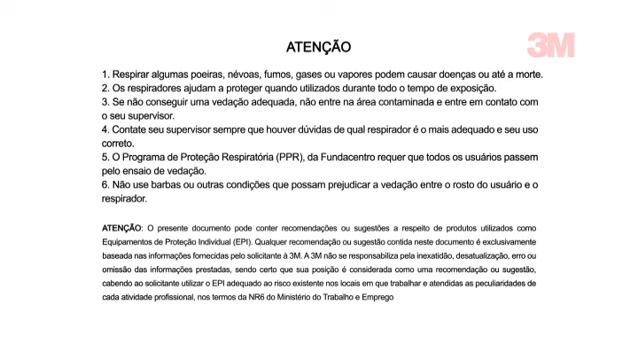 3M
ATENÇÃO
1. Respirar algumas poeiras, névoas, fumos, gases ou vapores podem causar doenças ou até a morte.
2. Os respiradores ajudam a proteger quando utilizados durante todo o tempo de exposição.
3. Se não conseguir uma vedação adequada, não entre na área contaminada e entre em contato com
o seu supervisor.
4. Contate seu supervisor sempre que houver dúvidas de qual respirador é o mais adequado e seu uso
correto.
5. O Programa de Proteção Respiratória (PPR), da Fundacentro requer que todos os usuários passem
pelo ensaio de vedação.
6. Não use barbas ou outras condições que possam prejudicar a vedação entre o rosto do usuário e o
respirador.
ATENÇÃO: O presente documento pode conter recomendações ou sugestões a respeito de produtos utilizados como
Equipamentos de Proteção Individual (EPI). Qualquer recomendação ou sugestão contida neste documento é exclusivamente
baseada nas informações fornecidas pelo solicitante à 3M. A 3M não se responsabiliza pela inexatidão, desatualização, erro ou
omissão das informações prestadas, sendo certo que sua posição é considerada como uma recomendação ou sugestão,
cabendo ao solicitante utilizar o EPI adequado ao risco existente nos locais em que trabalhar e atendidas as peculiaridades de
cada atividade profissional, nos termos da NR6 do Ministério do Trabalho e Emprego